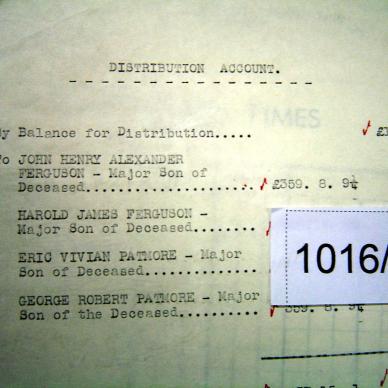 DISTRIBUTION ACCOUNT.
TIMES
y Balance for Distribution.....
o JOHN HENRY ALEXANDER
FERGUSON - Major Son of
Deceased...................... £359. 8. 9¼
HAROLD JAMES FERGUSON -
Major Son of Deceased........
1016/
ERIC VIVIAN PATMORE - Major
Son of Deceased............
GEORGE ROBERT PATMORE - Major
Son of the Deceased..........